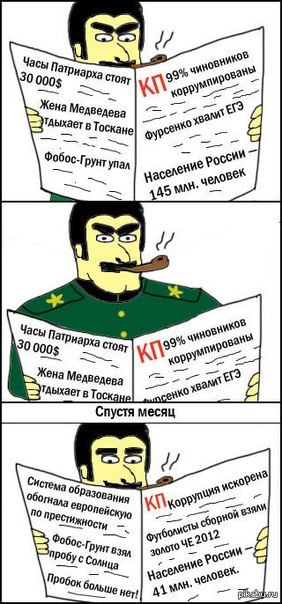 Часы Патриарха стоят
30 000$
Жена Медведева
отдыхает в Тоскане
Фобос-Грунт упал
КП 99% чиновников
коррумпированы
Фурсенко хвалит ЕГЭ
Население России –
145 млн. человек
Часы Патриарха стоят
30 000$
Жена Медведева
отдыхает в Тоскане
КП 99% чиновников
коррумпированы
Фурсенко хвалит ЕГЭ
Спустя месяц
Система образования
обогнала европейскую
по престижности
Фобос-Грунт взял
пробу с Солнца
Пробок больше нет!
КП Коррупция искорена
Футболисты сборной взяли
золото ЧЕ 2012
Население России –
41 млн. человек.
pikabu.ru